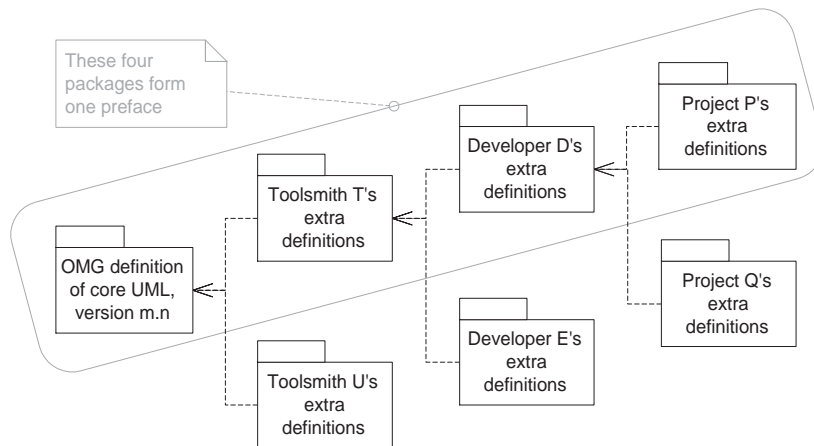 These four
packages form
one preface
Project P's
extra
definitions
Developer D's
extra
definitions
Toolsmith T's
extra
definitions
OMG definition
of core UML,
version m.n
Project Q's
extra
definitions
Developer E's
extra
definitions
Toolsmith U's
extra
definitions